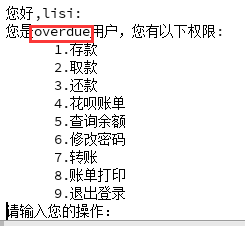 您好,lisi:
您是overdue用户，您有以下权限：
1.存款
2.取款
3.还款
4.花呗账单
5.查询余额
6.修改密码
7.转账
8.账单打印
9.退出登录
请输入您的操作：